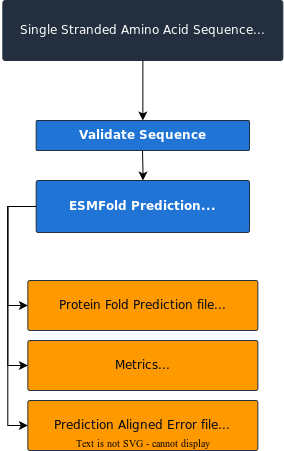 Single Stranded Amino Acid Sequence...
Validate Sequence
ESMFold Prediction...
Protein Fold Prediction file...
Metrics...
Prediction Aligned Error file...
Text is not SVG - cannot display